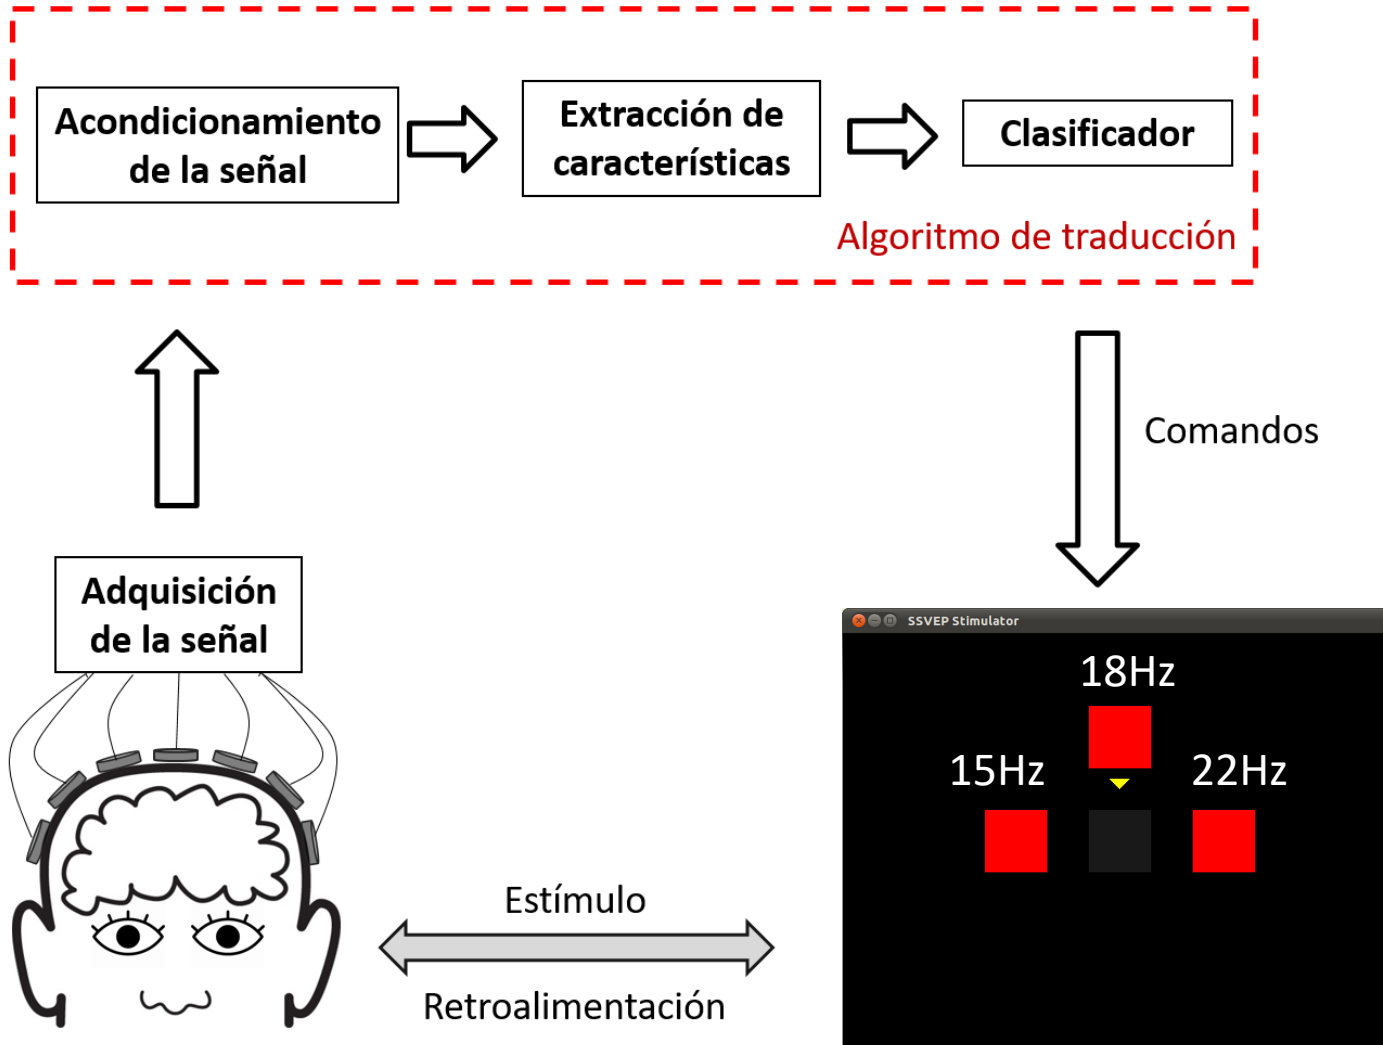 Acondicionamiento
de la señal
Extracción de
características
Clasificador
Algoritmo de traducción
Comandos
Adquisición
de la señal
SSVEP Stimulator
18Hz
15Hz
22Hz
Estímulo
Retroalimentación